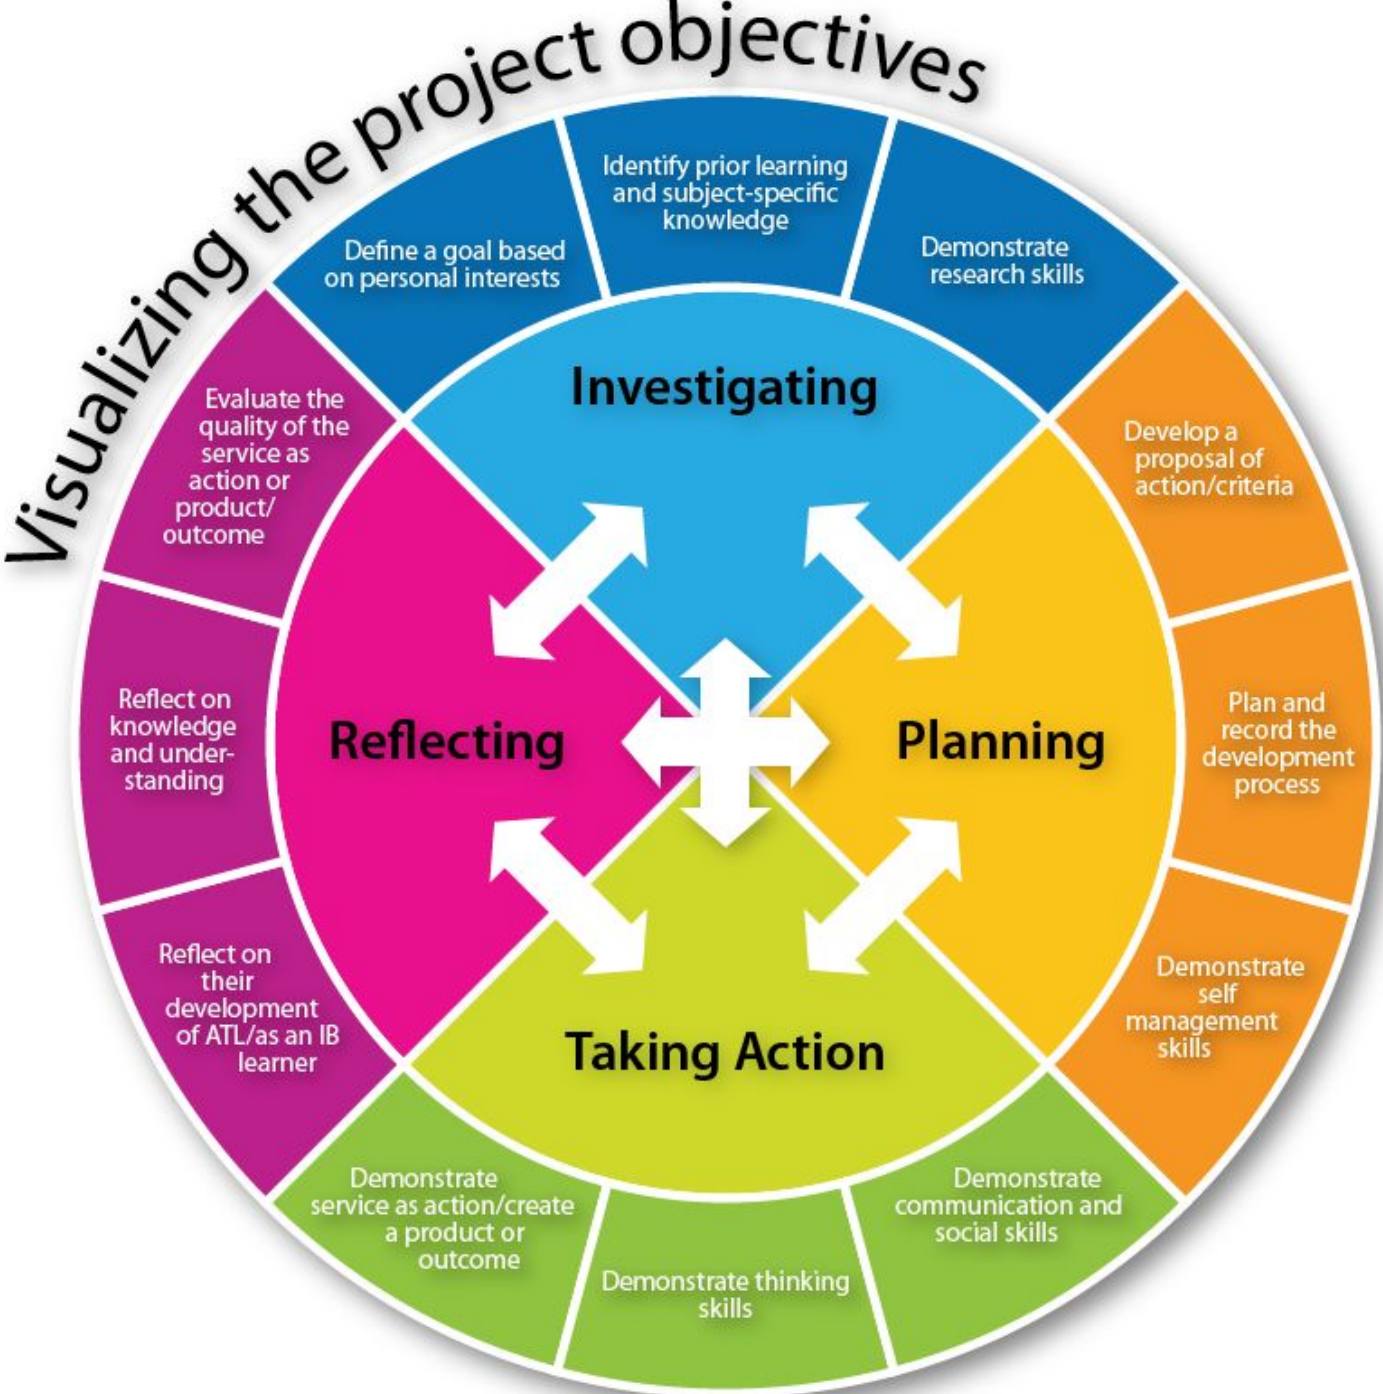 Visualizing the project objectives
Define a goal based
on personal interests
Identify prior learning
and subject-specific
knowledge
Demonstrate
research skills
Investigating
Evaluate the
quality of the
service as
action or
product/
outcome
Develop a
proposal of
action/criteria
Reflect on
knowledge
and under-
standing
Reflecting
Planning
Plan and
record the
development
process
Reflect on
their
development
of ATL/as an IB
learner
Demonstrate
self
management
skills
Taking Action
Demonstrate
service as action/create
a product or
outcome
Demonstrate thinking
skills
Demonstrate
communication and
social skills